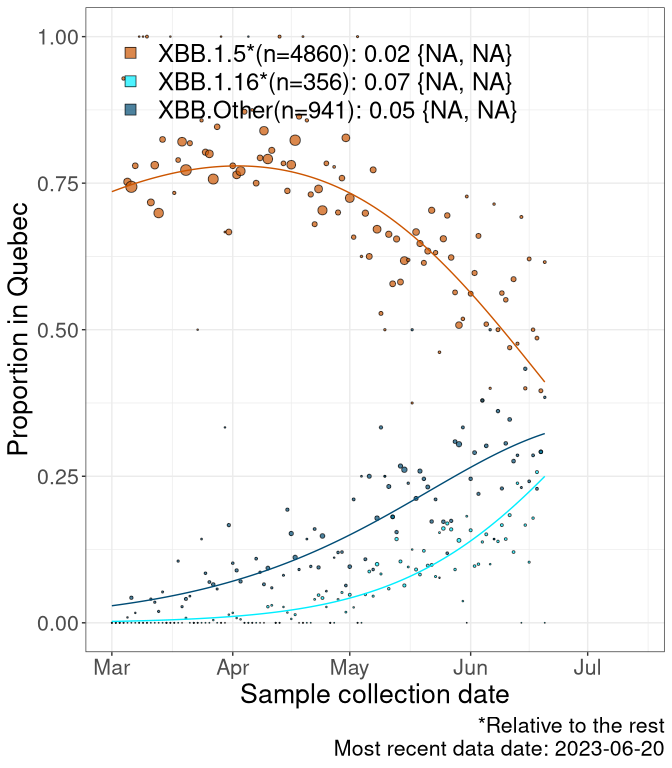 1.00
XBB.1.5*(n=4860): 0.02 {NA, NA}
XBB.1.16*(n=356): 0.07 {NA, NA}
XBB.Other(n=941): 0.05 {NA, NA}
0.75
Proportion in Quebec
0.50
0.25
0.00
Mar Apr May Jun Jul
Sample collection date
*Relative to the rest
Most recent data date: 2023-06-20